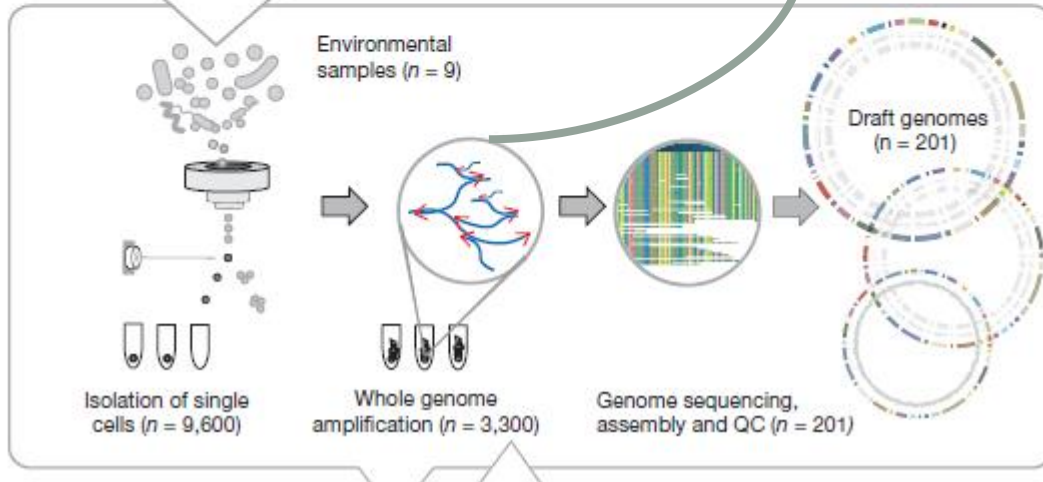 Environmental
samples (n = 9)
Draft genomes
(n = 201)
Isolation of single
cells (n = 9,600)
Whole genome
amplification (n = 3,300)
Genome sequencing,
assembly and QC (n = 201)